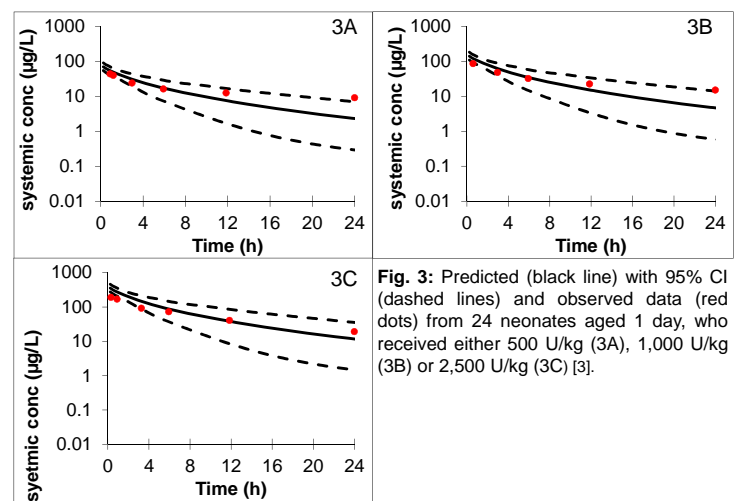 3A
systemic conc (µg/L)
1000
100
10
1
0.1
0.01
0 4 8 12 16 20 24
Time (h)
3B
systemic conc (µg/L)
1000
100
10
1
0.1
0.01
0 4 8 12 16 20 24
Time (h)
3C
syetmic conc (µg/L)
1000
100
10
1
0.1
0.01
0 4 8 12 16 20 24
Time (h)
Fig. 3: Predicted (black line) with 95% CI
(dashed lines) and observed data (red
dots) from 24 neonates aged 1 day, who
received either 500 U/kg (3A), 1,000 U/kg
(3B) or 2,500 U/kg (3C) [3].